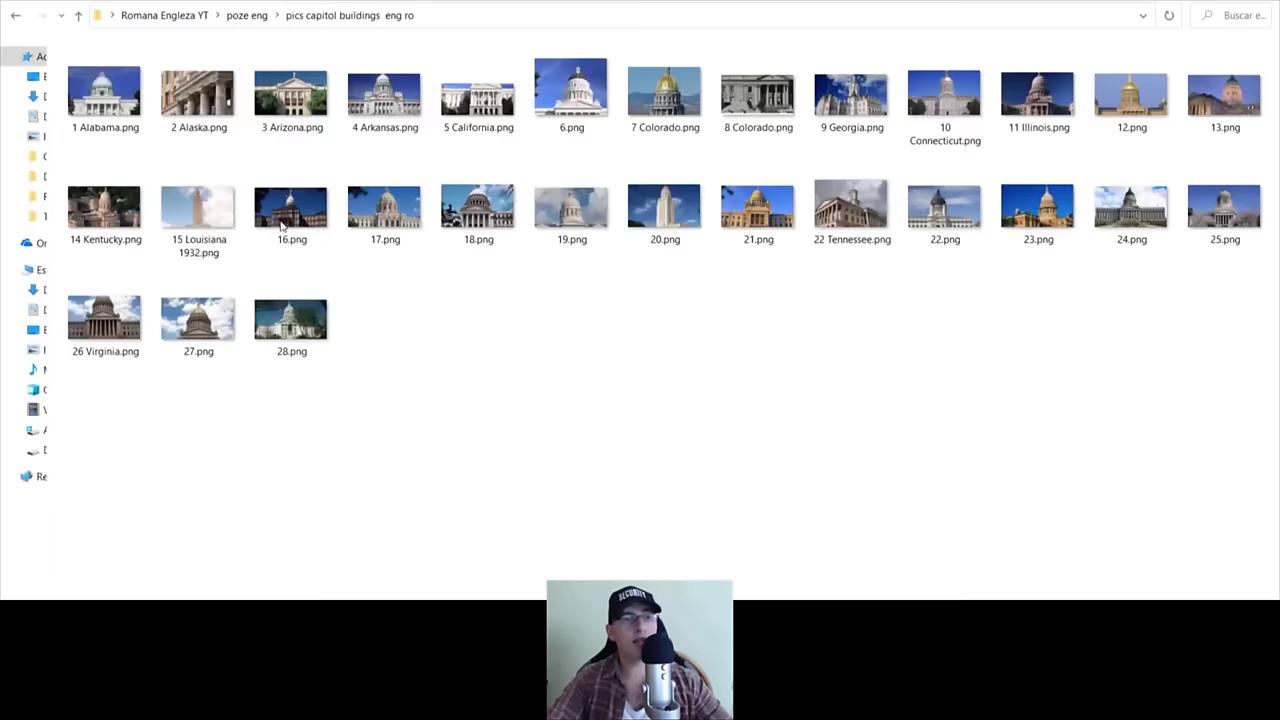 Romana Engleza YT > poze eng > pics capitol buildings eng ro
Buscar e...
1 Alabama.png
2 Alaska.png
3 Arizona.png
4 Arkansas.png
5 California.png
6.png
7 Colorado.png
8 Colorado.png
9 Georgia.png
10
Connecticut.png
11 Illinois.png
12.png
13.png
14 Kentucky.png
15 Louisiana
1932.png
16.png
17.png
18.png
19.png
20.png
21.png
22 Tennessee.png
22.png
23.png
24.png
25.png
26 Virginia.png
27.png
28.png
Ac
Or
Es
Re
SECURITY